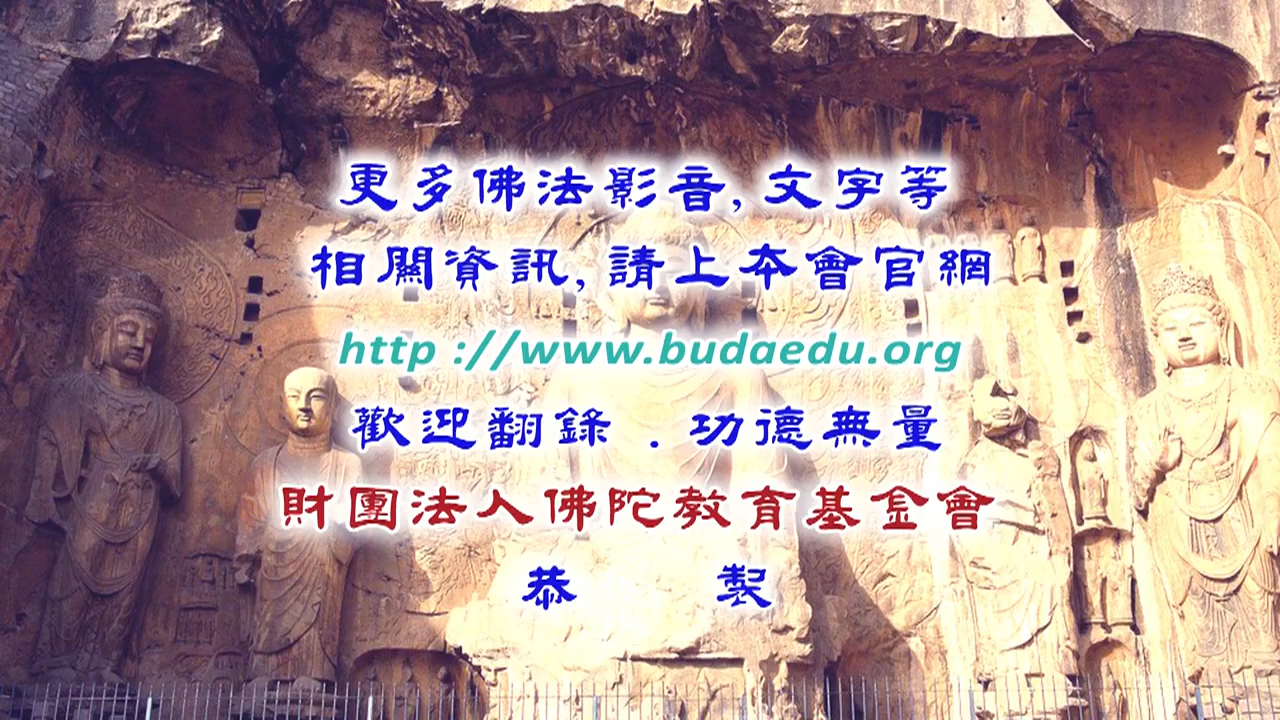 更多佛法影音,文字等
相關資訊,請上本會官網
http ://www.budaedu.org
歡迎翻錄 . 功德無量
財團法人佛陀教育基金會
恭 製